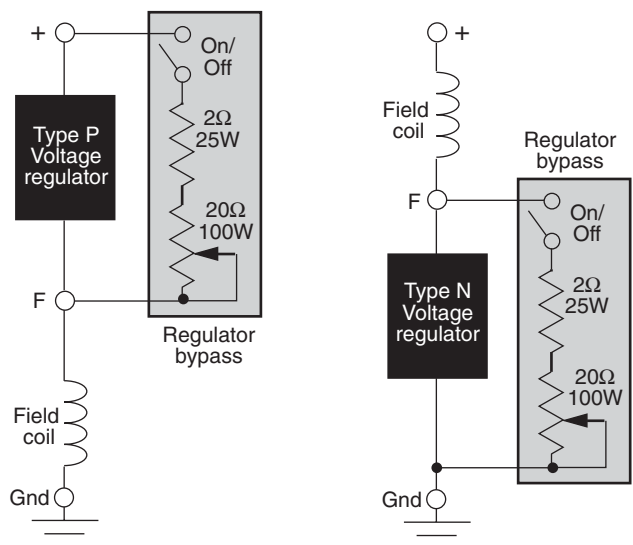 +
On/
Off
2Ω
25W
Type P
Voltage
regulator
20Ω
100W
F
Regulator
bypass
Field
coil
Gnd
+
Field
coil
Regulator
bypass
F
On/
Off
Type N
Voltage
regulator
2Ω
25W
20Ω
100W
Gnd